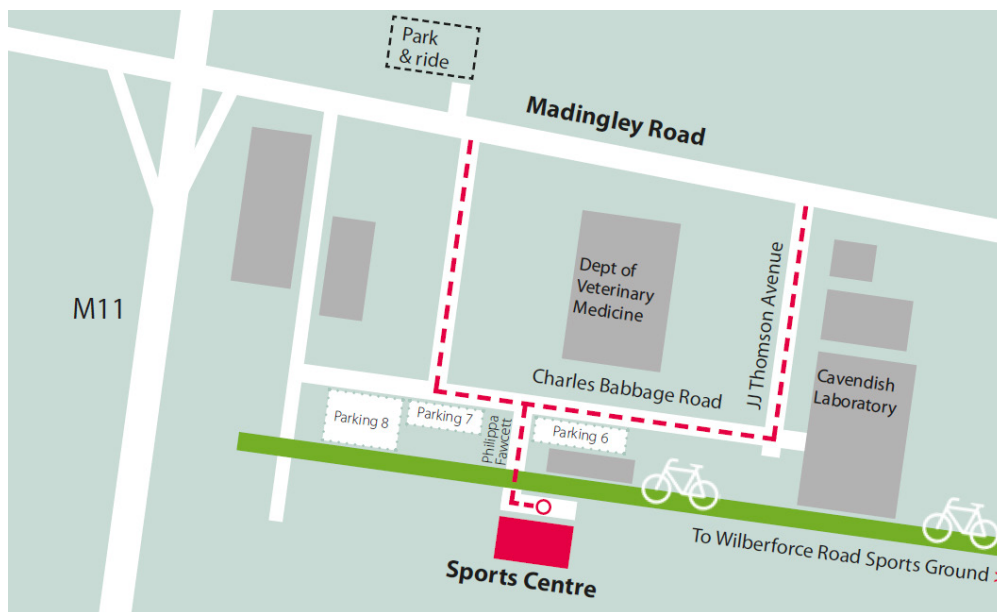 Park
& ride
Madingley Road
M11
Dept of
Veterinary
Medicine
JJ Thomson Avenue
Charles Babbage Road
Cavendish
Laboratory
Parking 8
Parking 7
Philippa
Fawcett
Parking 6
To Wilberforce Road Sports Ground
Sports Centre